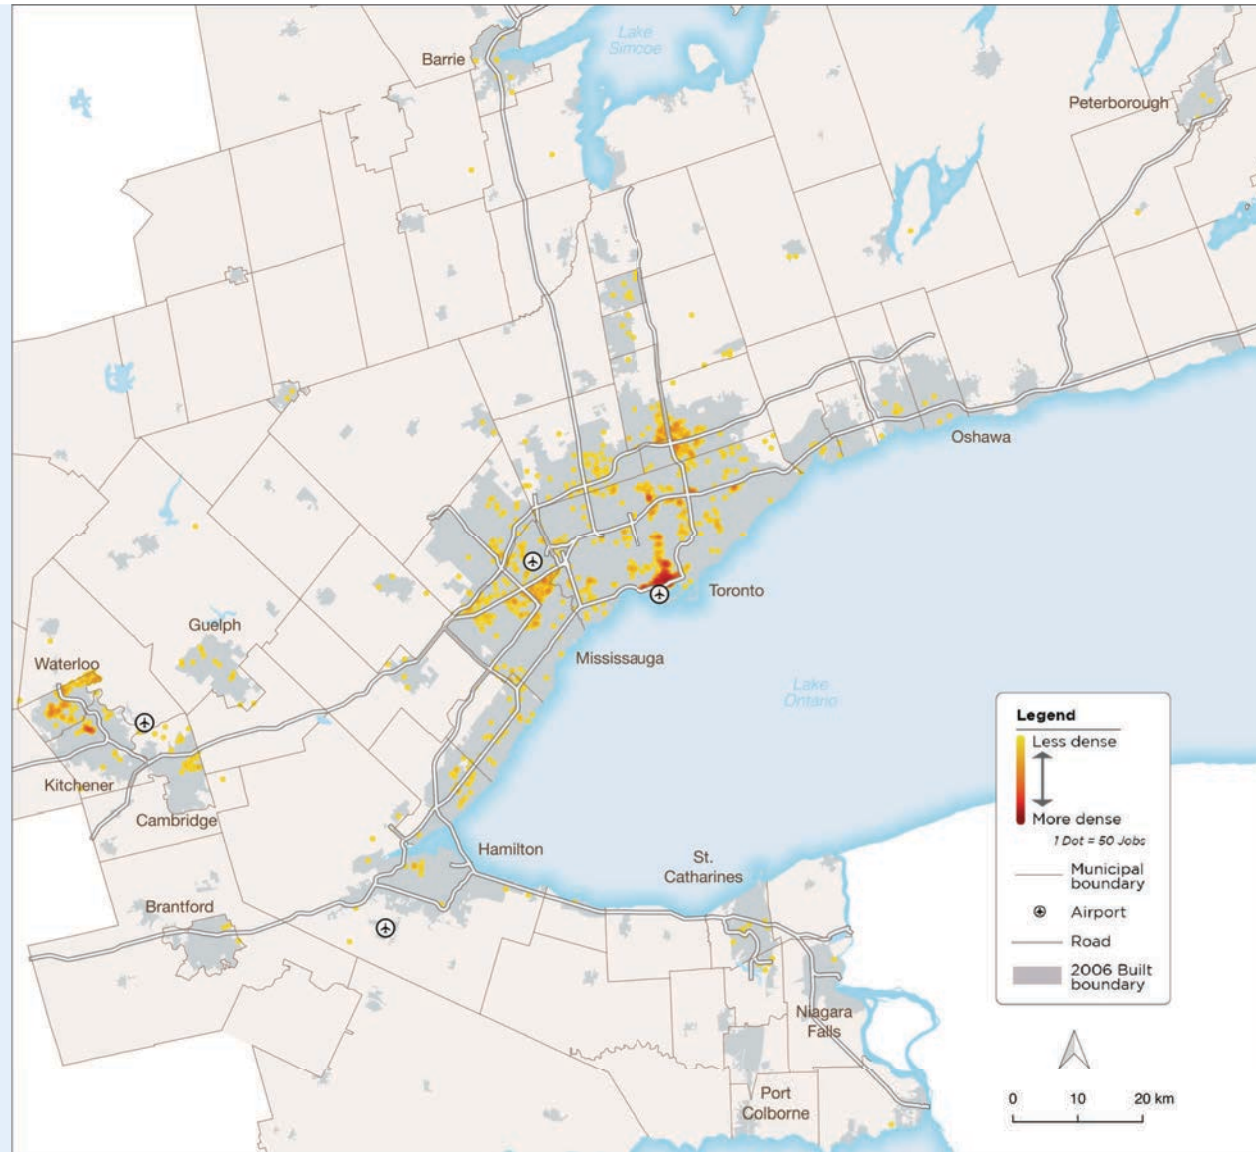 Lake
Simcoe
Barrie
Peterborough
Oshawa
Toronto
Guelph
Waterloo
Mississauga
Lake
Ontario
Kitchener
Cambridge
Hamilton
St.
Catharines
Brantford
Niagara
Falls
Port
Colborne
Legend
Less dense
More dense
1 Dot = 50 Jobs
Municipal
boundary
Airport
Road
2006 Built
boundary
0 10 20 km